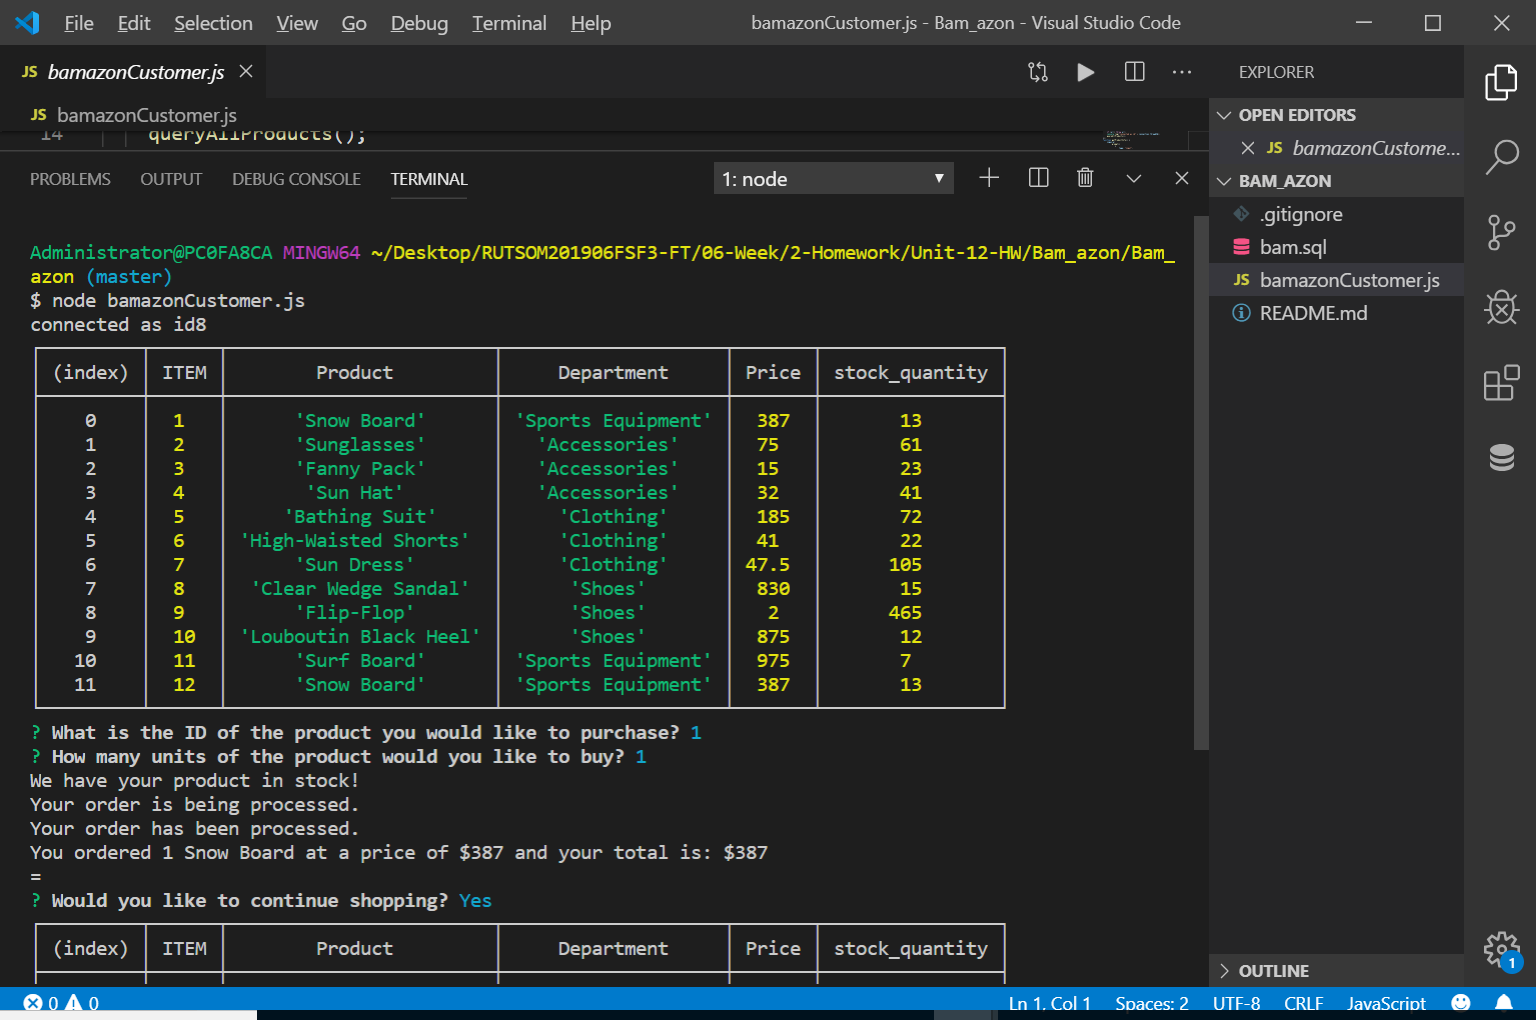 File Edit Selection View Go Debug Terminal Help bamazonCustomer.js - Bam_azon - Visual Studio Code
JS bamazonCustomer.js
JS bamazonCustomer.js
14 queryAllProducts();
PROBLEMS OUTPUT DEBUG CONSOLE TERMINAL 1: node
Administrator@PC0FA8CA MINGW64 ~/Desktop/RUTSOM201906FSF3-FT/06-Week/2-Homework/Unit-12-HW/Bam_azon/Bam_
azon (master)
$ node bamazonCustomer.js
connected as id8
(index) ITEM Product Department Price stock_quantity
0 1 'Snow Board' 'Sports Equipment' 387 13
1 2 'Sunglasses' 'Accessories' 75 61
2 3 'Fanny Pack' 'Accessories' 15 23
3 4 'Sun Hat' 'Accessories' 32 41
4 5 'Bathing Suit' 'Clothing' 185 72
5 6 'High-Waisted Shorts' 'Clothing' 41 22
6 7 'Sun Dress' 'Clothing' 47.5 105
7 8 'Clear Wedge Sandal' 'Shoes' 830 15
8 9 'Flip-Flop' 'Shoes' 2 465
9 10 'Louboutin Black Heel' 'Shoes' 875 12
10 11 'Surf Board' 'Sports Equipment' 975 7
11 12 'Snow Board' 'Sports Equipment' 387 13
? What is the ID of the product you would like to purchase? 1
? How many units of the product would you like to buy? 1
We have your product in stock!
Your order is being processed.
Your order has been processed.
You ordered 1 Snow Board at a price of $387 and your total is: $387
=
? Would you like to continue shopping? Yes
(index) ITEM Product Department Price stock_quantity
EXPLORER
OPEN EDITORS
JS bamazonCustome...
BAM_AZON
.gitignore
bam.sql
JS bamazonCustomer.js
README.md
OUTLINE
1
0 0 Ln 1, Col 1 Spaces: 2 UTF-8 CRLF JavaScript